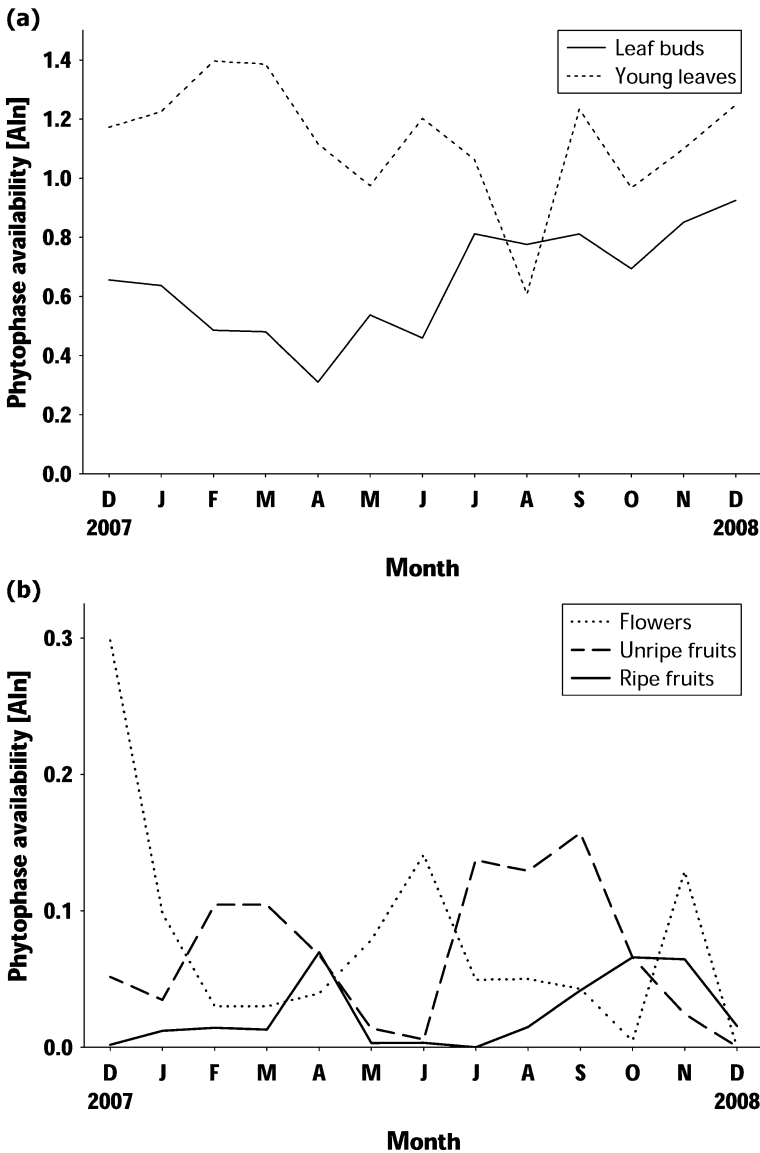 (a)
Leaf buds
Young leaves
Phytophase availability [AIn]
1.4
1.2
1.0
0.8
0.6
0.4
0.2
0.0
D J F M A M J J A S O N D
2007 2008
Month
(b)
Flowers
Unripe fruits
Ripe fruits
Phytophase availability [AIn]
0.3
0.2
0.1
0.0
D J F M A M J J A S O N D
2007 2008
Month